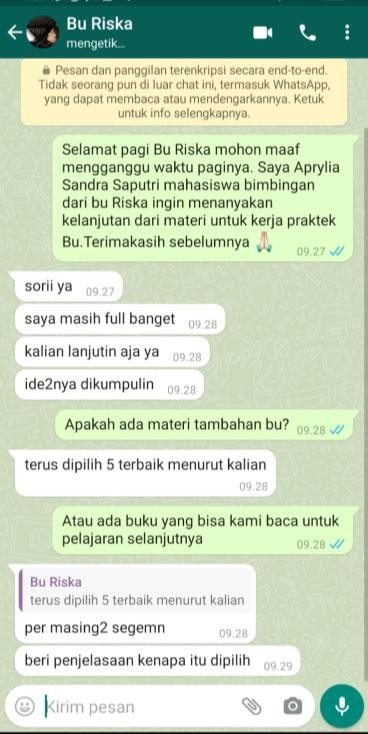 Bu Riska
mengetik...
Pesan dan panggilan terenkripsi secara end-to-end.
Tidak seorang pun di luar chat ini, termasuk WhatsApp,
yang dapat membaca atau mendengarkannya. Ketuk
untuk info selengkapnya.
Selamat pagi Bu Riska mohon maaf
mengganggu waktu paginya. Saya Aprylia
Sandra Saputri mahasiswa bimbingan
dari bu Riska ingin menanyakan
kelanjutan dari materi untuk kerja praktek
Bu.Terimakasih sebelumnya 🙏🏻 09.27
sorii ya 09.27
saya masih full banget 09.28
kalian lanjutin aja ya 09.28
ide2nya dikumpulin 09.28
Apakah ada materi tambahan bu? 09.28
terus dipilih 5 terbaik menurut kalian
09.28
Atau ada buku yang bisa kami baca untuk
pelajaran selanjutnya 09.28
Bu Riska
terus dipilih 5 terbaik menurut kalian
per masing2 segemn 09.28
beri penjelasaan kenapa itu dipilih 09.29
Kirim pesan